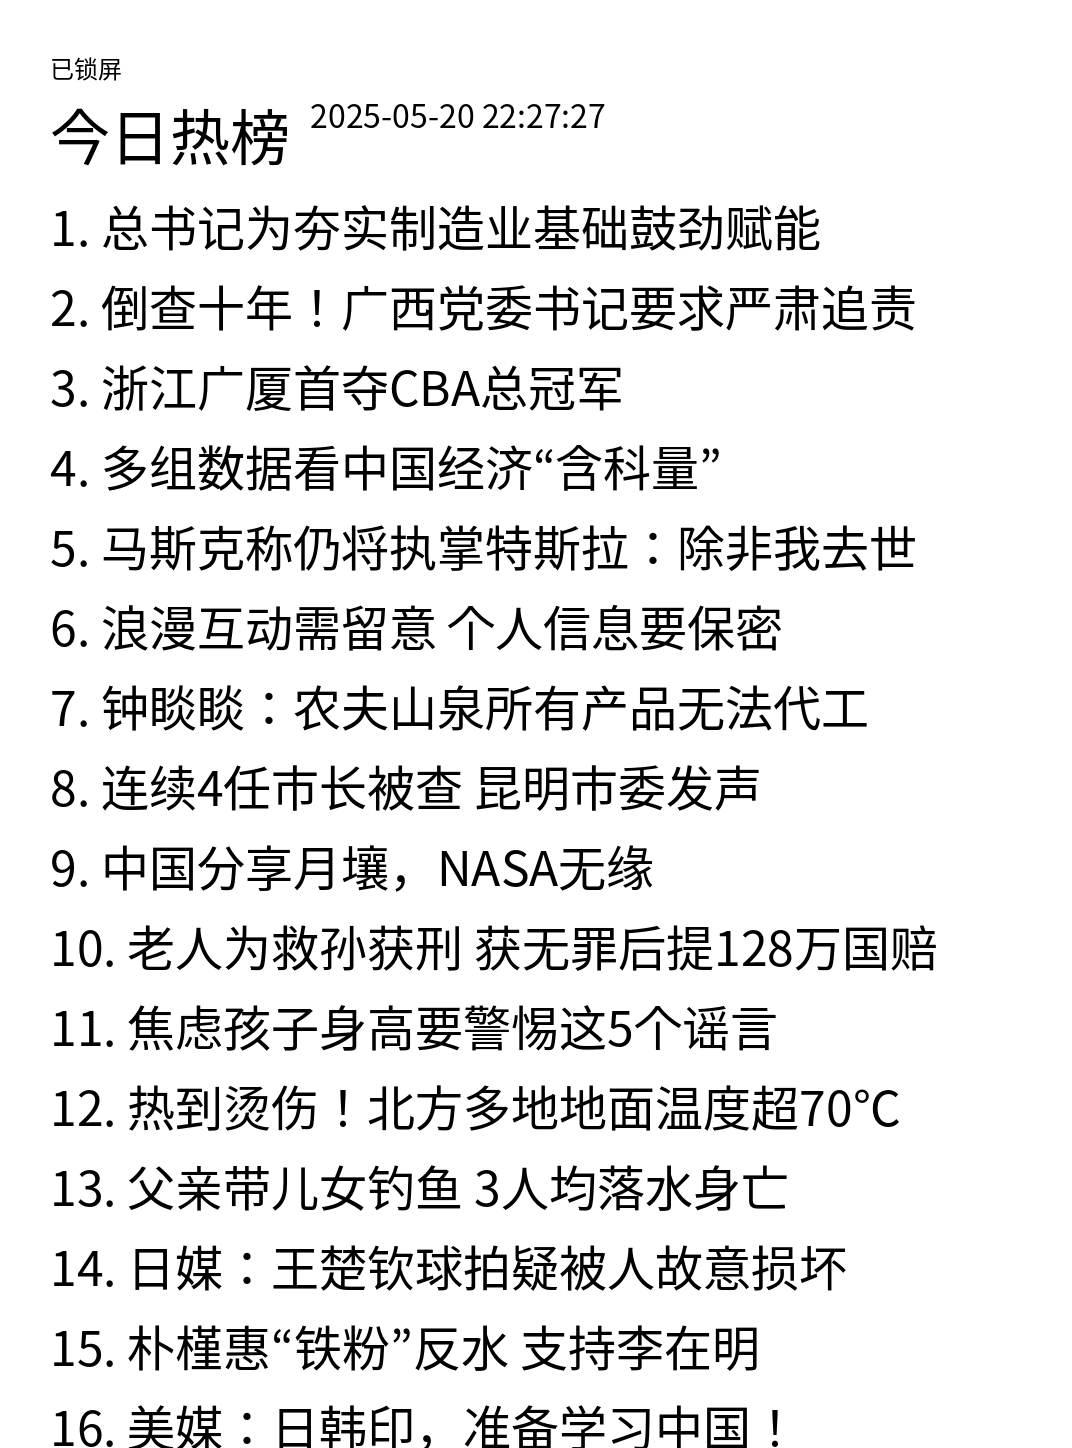 已锁屏
今日热榜 2025-05-20 22:27:27
1. 总书记为夯实制造业基础鼓劲赋能
2. 倒查十年！广西党委书记要求严肃追责
3. 浙江广厦首夺CBA总冠军
4. 多组数据看中国经济“含科量”
5. 马斯克称仍将执掌特斯拉：除非我去世
6. 浪漫互动需留意 个人信息要保密
7. 钟睒睒：农夫山泉所有产品无法代工
8. 连续4任市长被查 昆明市委发声
9. 中国分享月壤，NASA无缘
10. 老人为救孙获刑 获无罪后提128万国赔
11. 焦虑孩子身高要警惕这5个谣言
12. 热到烫伤！北方多地地面温度超70℃
13. 父亲带儿女钓鱼 3人均落水身亡
14. 日媒：王楚钦球拍疑被人故意损坏
15. 朴槿惠“铁粉”反水 支持李在明
16. 美媒：日韩印，准备学习中国！